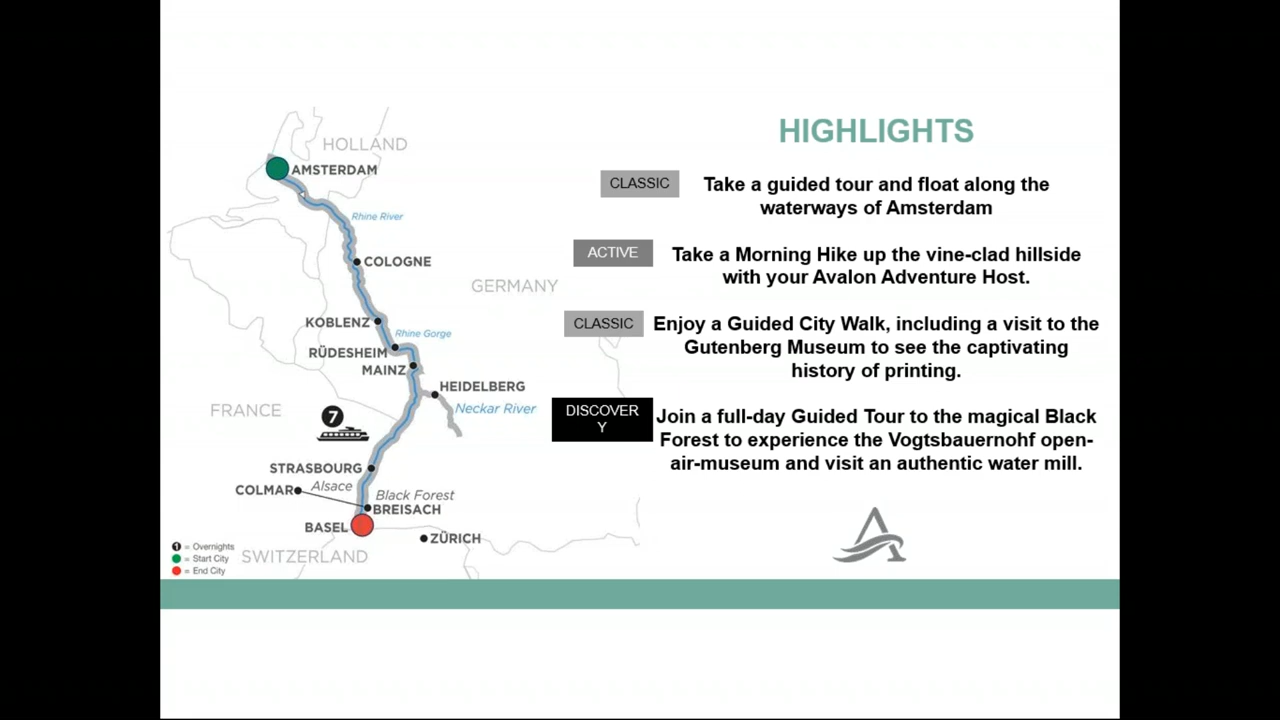 HIGHLIGHTS
HOLLAND
AMSTERDAM
Rhine River
COLOGNE
GERMANY
KOBLENZ
Rhine Gorge
RÜDESHEIM
MAINZ
HEIDELBERG
Neckar River
FRANCE
7
STRASBOURG
Alsace
COLMAR
Black Forest
BREISACH
BASEL
ZÜRICH
SWITZERLAND
1 = Overnights
= Start City
= End City
CLASSIC
Take a guided tour and float along the
waterways of Amsterdam
ACTIVE
Take a Morning Hike up the vine-clad hillside
with your Avalon Adventure Host.
CLASSIC
Enjoy a Guided City Walk, including a visit to the
Gutenberg Museum to see the captivating
history of printing.
DISCOVER
Y
Join a full-day Guided Tour to the magical Black
Forest to experience the Vogtsbauernohf open-
air-museum and visit an authentic water mill.